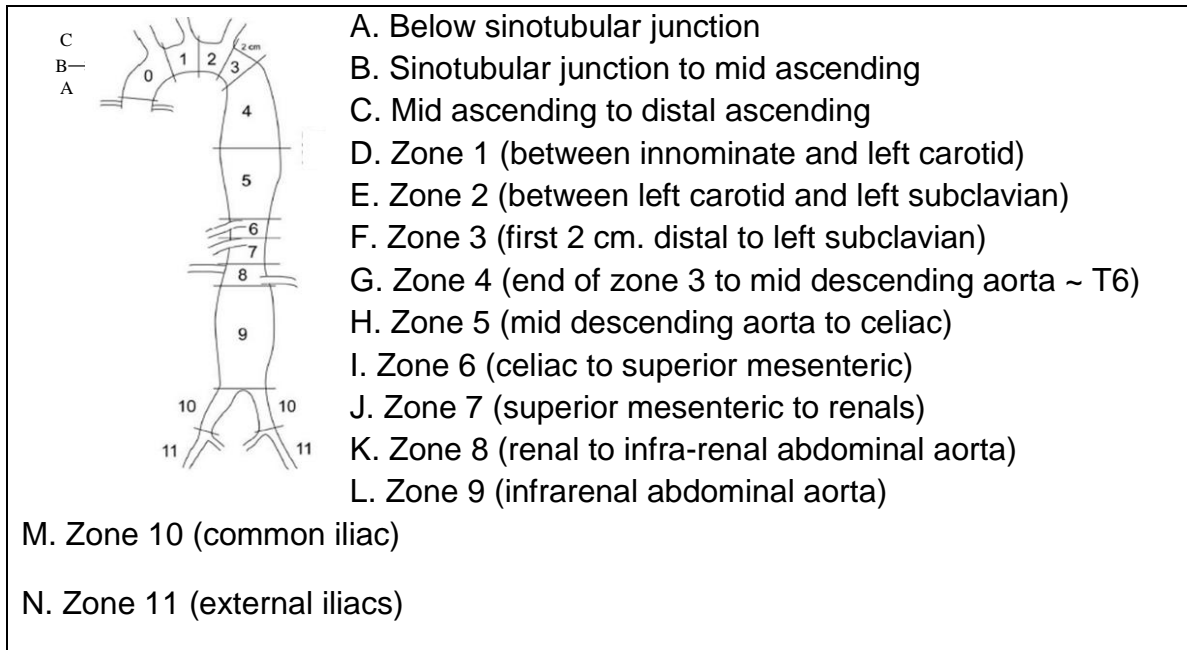 C
B
A
0
1
2
2 cm
3
4
5
6
7
8
9
10
10
11
11
A. Below sinotubular junction
B. Sinotubular junction to mid ascending
C. Mid ascending to distal ascending
D. Zone 1 (between innominate and left carotid)
E. Zone 2 (between left carotid and left subclavian)
F. Zone 3 (first 2 cm. distal to left subclavian)
G. Zone 4 (end of zone 3 to mid descending aorta ~ T6)
H. Zone 5 (mid descending aorta to celiac)
I. Zone 6 (celiac to superior mesenteric)
J. Zone 7 (superior mesenteric to renals)
K. Zone 8 (renal to infra-renal abdominal aorta)
L. Zone 9 (infrarenal abdominal aorta)
M. Zone 10 (common iliac)
N. Zone 11 (external iliacs)